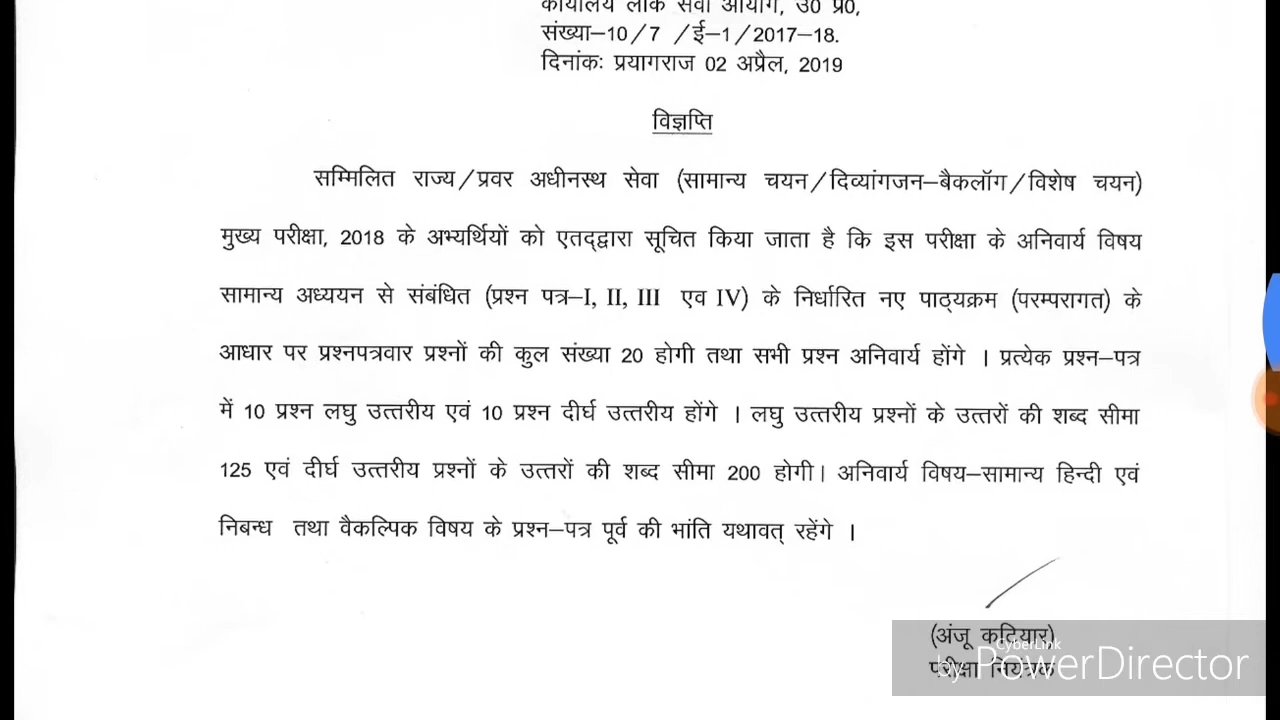 कार्यालय लोक सेवा आयोग, उ0 प्र0,
संख्या–10/7 /ई–1/2017–18.
दिनांकः प्रयागराज 02 अप्रैल, 2019
विज्ञप्ति
सम्मिलित राज्य/प्रवर अधीनस्थ सेवा (सामान्य चयन/दिव्यांगजन–बैकलॉग/विशेष चयन)
मुख्य परीक्षा, 2018 के अभ्यर्थियों को एतद्द्वारा सूचित किया जाता है कि इस परीक्षा के अनिवार्य विषय
सामान्य अध्ययन से संबंधित (प्रश्न पत्र–I, II, III एव IV) के निर्धारित नए पाठ्यक्रम (परम्परागत) के
आधार पर प्रश्नपत्रवार प्रश्नों की कुल संख्या 20 होगी तथा सभी प्रश्न अनिवार्य होंगे । प्रत्येक प्रश्न–पत्र
में 10 प्रश्न लघु उत्तरीय एवं 10 प्रश्न दीर्घ उत्तरीय होंगे । लघु उत्तरीय प्रश्नों के उत्तरों की शब्द सीमा
125 एवं दीर्घ उत्तरीय प्रश्नों के उत्तरों की शब्द सीमा 200 होगी। अनिवार्य विषय–सामान्य हिन्दी एवं
निबन्ध तथा वैकल्पिक विषय के प्रश्न–पत्र पूर्व की भांति यथावत् रहेंगे ।
(अंजू कटियार)
परीक्षा नियंत्रक
CyberLink
by PowerDirector